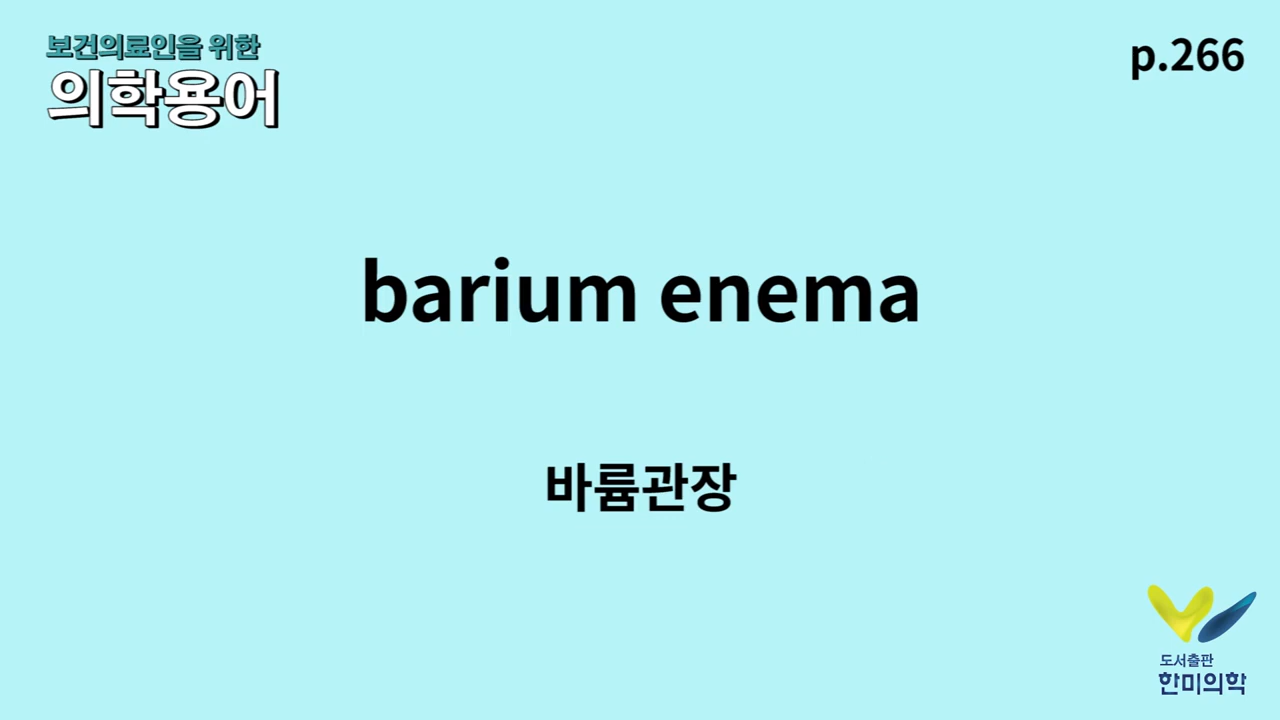 보건의료인을 위한
의학용어
p.266
barium enema
바륨관장
도서출판
한미의학